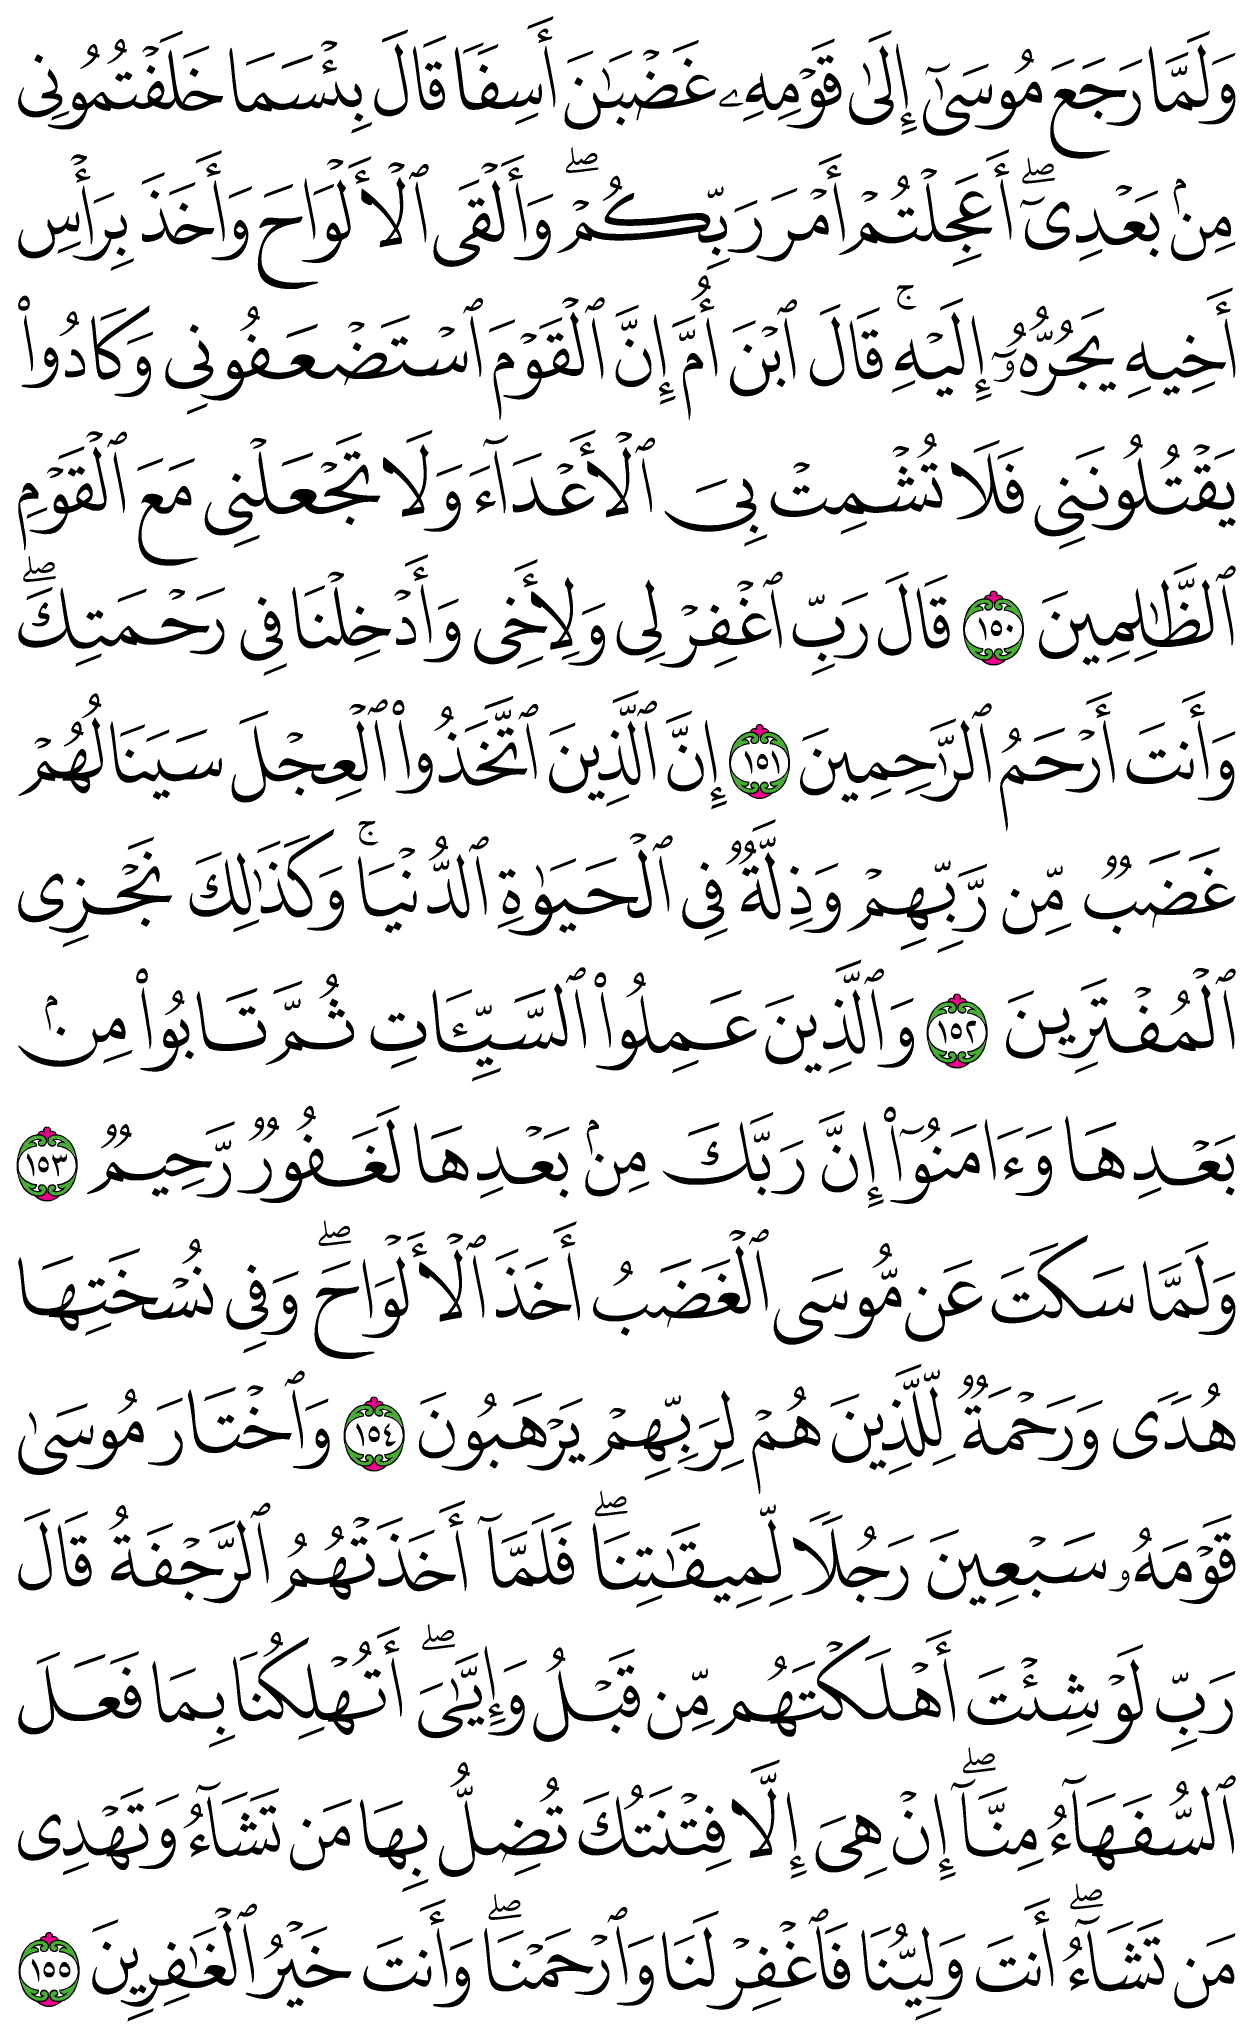 وَلَمَّا رَجَعَ مُوسَىٰٓ إِلَىٰ قَوْمِهِۦ غَضْبَٰنَ أَسِفًا قَالَ بِئْسَمَا خَلَفْتُمُونِى
مِنۢ بَعْدِىٓ ۖ أَعَجِلْتُمْ أَمْرَ رَبِّكُمْ ۖ وَأَلْقَى ٱلْأَلْوَاحَ وَأَخَذَ بِرَأْسِ
أَخِيهِ يَجُرُّهُۥٓ إِلَيْهِ ۚ قَالَ ٱبْنَ أُمَّ إِنَّ ٱلْقَوْمَ ٱسْتَضْعَفُونِى وَكَادُوا۟
يَقْتُلُونَنِى فَلَا تُشْمِتْ بِىَ ٱلْأَعْدَآءَ وَلَا تَجْعَلْنِى مَعَ ٱلْقَوْمِ
ٱلظَّٰلِمِينَ ١٥٠ قَالَ رَبِّ ٱغْفِرْ لِى وَلِأَخِى وَأَدْخِلْنَا فِى رَحْمَتِكَ ۖ
وَأَنتَ أَرْحَمُ ٱلرَّٰحِمِينَ ١٥١ إِنَّ ٱلَّذِينَ ٱتَّخَذُوا۟ ٱلْعِجْلَ سَيَنَالُهُمْ
غَضَبٌ مِّن رَّبِّهِمْ وَذِلَّةٌ فِى ٱلْحَيَوٰةِ ٱلدُّنْيَا ۚ وَكَذَٰلِكَ نَجْزِى
ٱلْمُفْتَرِينَ ١٥٢ وَٱلَّذِينَ عَمِلُوا۟ ٱلسَّيِّـَٔاتِ ثُمَّ تَابُوا۟ مِنۢ
بَعْدِهَا وَءَامَنُوٓا۟ إِنَّ رَبَّكَ مِنۢ بَعْدِهَا لَغَفُورٌ رَّحِيمٌ ١٥٣
وَلَمَّا سَكَتَ عَن مُّوسَى ٱلْغَضَبُ أَخَذَ ٱلْأَلْوَاحَ ۖ وَفِى نُسْخَتِهَا
هُدًى وَرَحْمَةٌ لِّلَّذِينَ هُمْ لِرَبِّهِمْ يَرْهَبُونَ ١٥٤ وَٱخْتَارَ مُوسَىٰ
قَوْمَهُۥ سَبْعِينَ رَجُلًا لِّمِيقَٰتِنَا ۖ فَلَمَّآ أَخَذَتْهُمُ ٱلرَّجْفَةُ قَالَ
رَبِّ لَوْ شِئْتَ أَهْلَكْتَهُم مِّن قَبْلُ وَإِيَّٰىَ ۖ أَتُهْلِكُنَا بِمَا فَعَلَ
ٱلسُّفَهَآءُ مِنَّآ ۖ إِنْ هِىَ إِلَّا فِتْنَتُكَ تُضِلُّ بِهَا مَن تَشَآءُ وَتَهْدِى
مَن تَشَآءُ ۖ أَنتَ وَلِيُّنَا فَٱغْفِرْ لَنَا وَٱرْحَمْنَا ۖ وَأَنتَ خَيْرُ ٱلْغَٰفِرِينَ ١٥٥